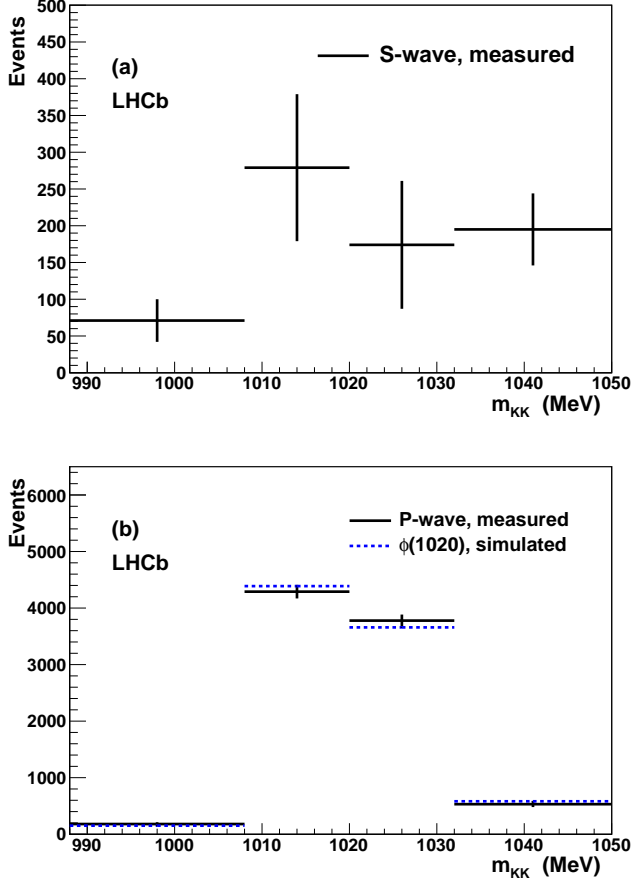 500
450
400
350
300
250
200
150
100
50
0
Events
(a)
LHCb
S-wave, measured
990 1000 1010 1020 1030 1040 1050
m_KK (MeV)
6000
5000
4000
3000
2000
1000
0
Events
(b)
LHCb
P-wave, measured
ϕ(1020), simulated
990 1000 1010 1020 1030 1040 1050
m_KK (MeV)